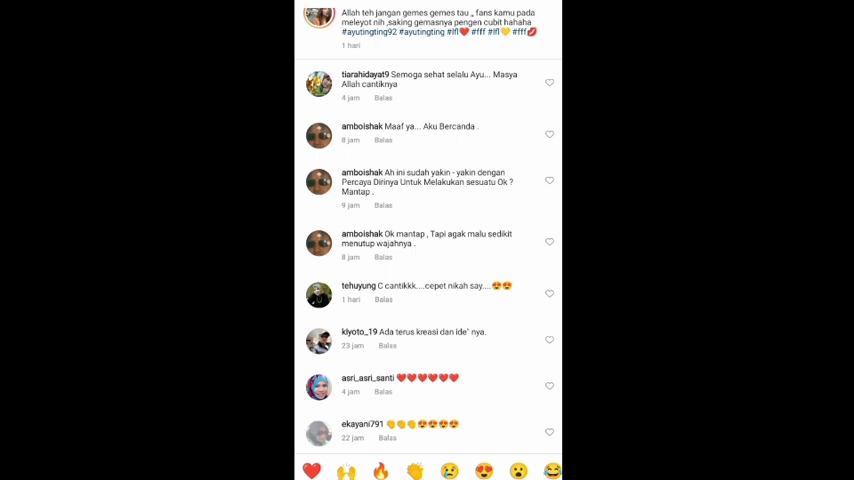 Allah teh jangan gemes gemes tau ,, fans kamu pada
meleyot nih ,saking gemasnya pengen cubit hahaha
#ayutingting92 #ayutingting #lfl❤️ #fff #lfl💛 #fff💋
1 hari
tiarahidayat9 Semoga sehat selalu Ayu... Masya
Allah cantiknya
4 jam Balas
amboishak Maaf ya... Aku Bercanda .
8 jam Balas
amboishak Ah ini sudah yakin - yakin dengan
Percaya Dirinya Untuk Melakukan sesuatu Ok ?
Mantap .
9 jam Balas
amboishak Ok mantap , Tapi agak malu sedikit
menutup wajahnya .
8 jam Balas
tehuyung C cantikkk....cepet nikah say....😍😍
1 hari Balas
kiyoto_19 Ada terus kreasi dan ide" nya.
23 jam Balas
asri_asri_santi ❤️❤️❤️❤️❤️❤️
4 jam Balas
ekayani791 👏👏👏😍😍😍😍
22 jam Balas